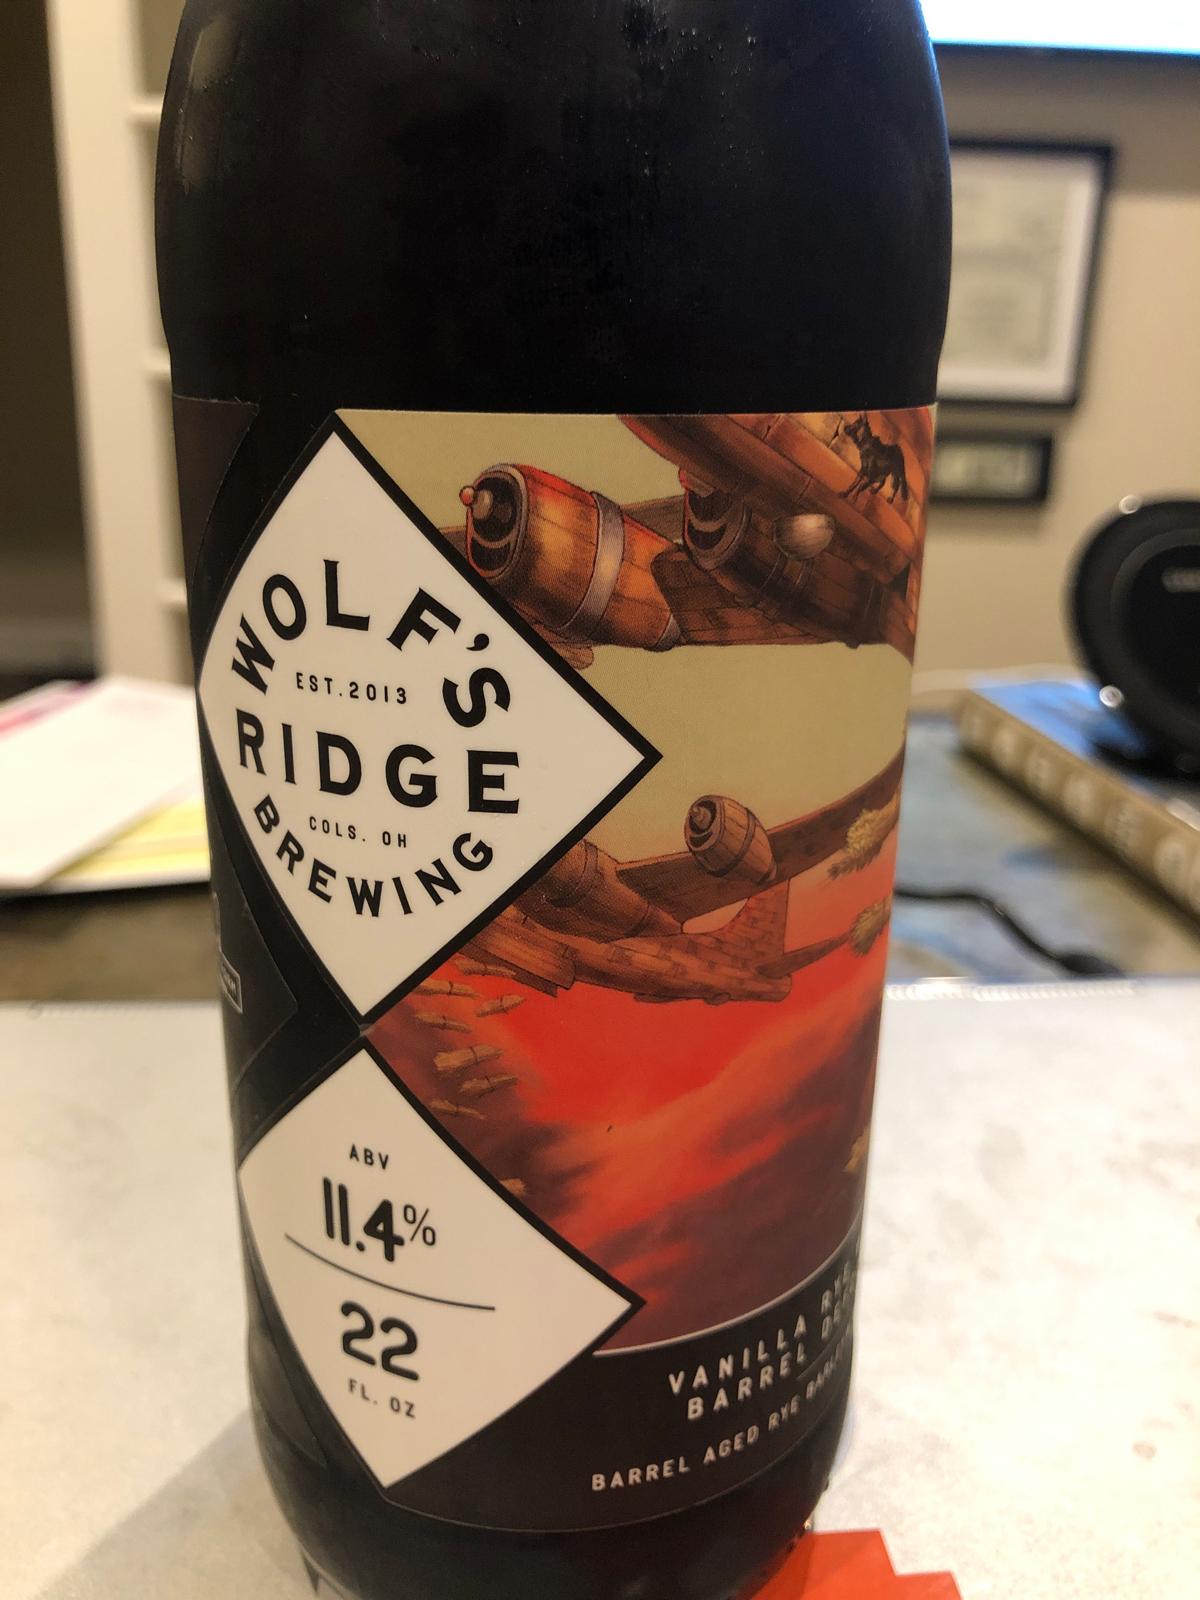 WOLF'S
EST. 2013
RIDGE
COLS. OH
BREWING
ABV
11.4%
22
FL. OZ
VANILLA RYE
BARREL
BARREL AGED RYE